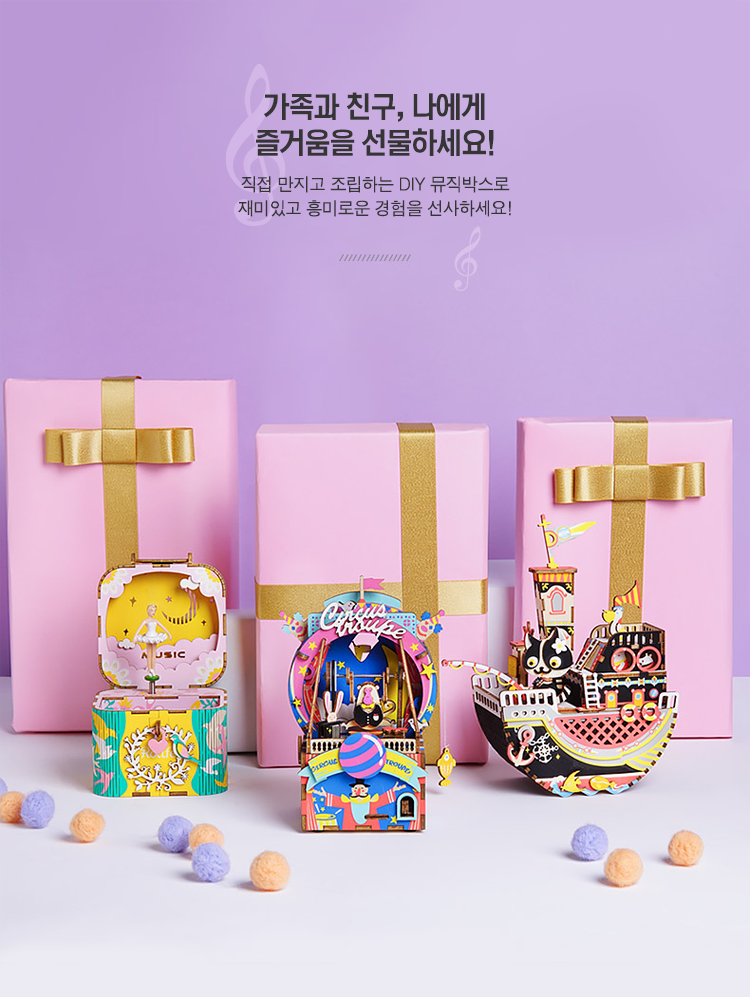 가족과 친구, 나에게
즐거움을 선물하세요!
직접 만지고 조립하는 DIY 뮤직박스로
재미있고 흥미로운 경험을 선사하세요!
MUSIC
Circus
Troupe
CIRCUS TROUPE